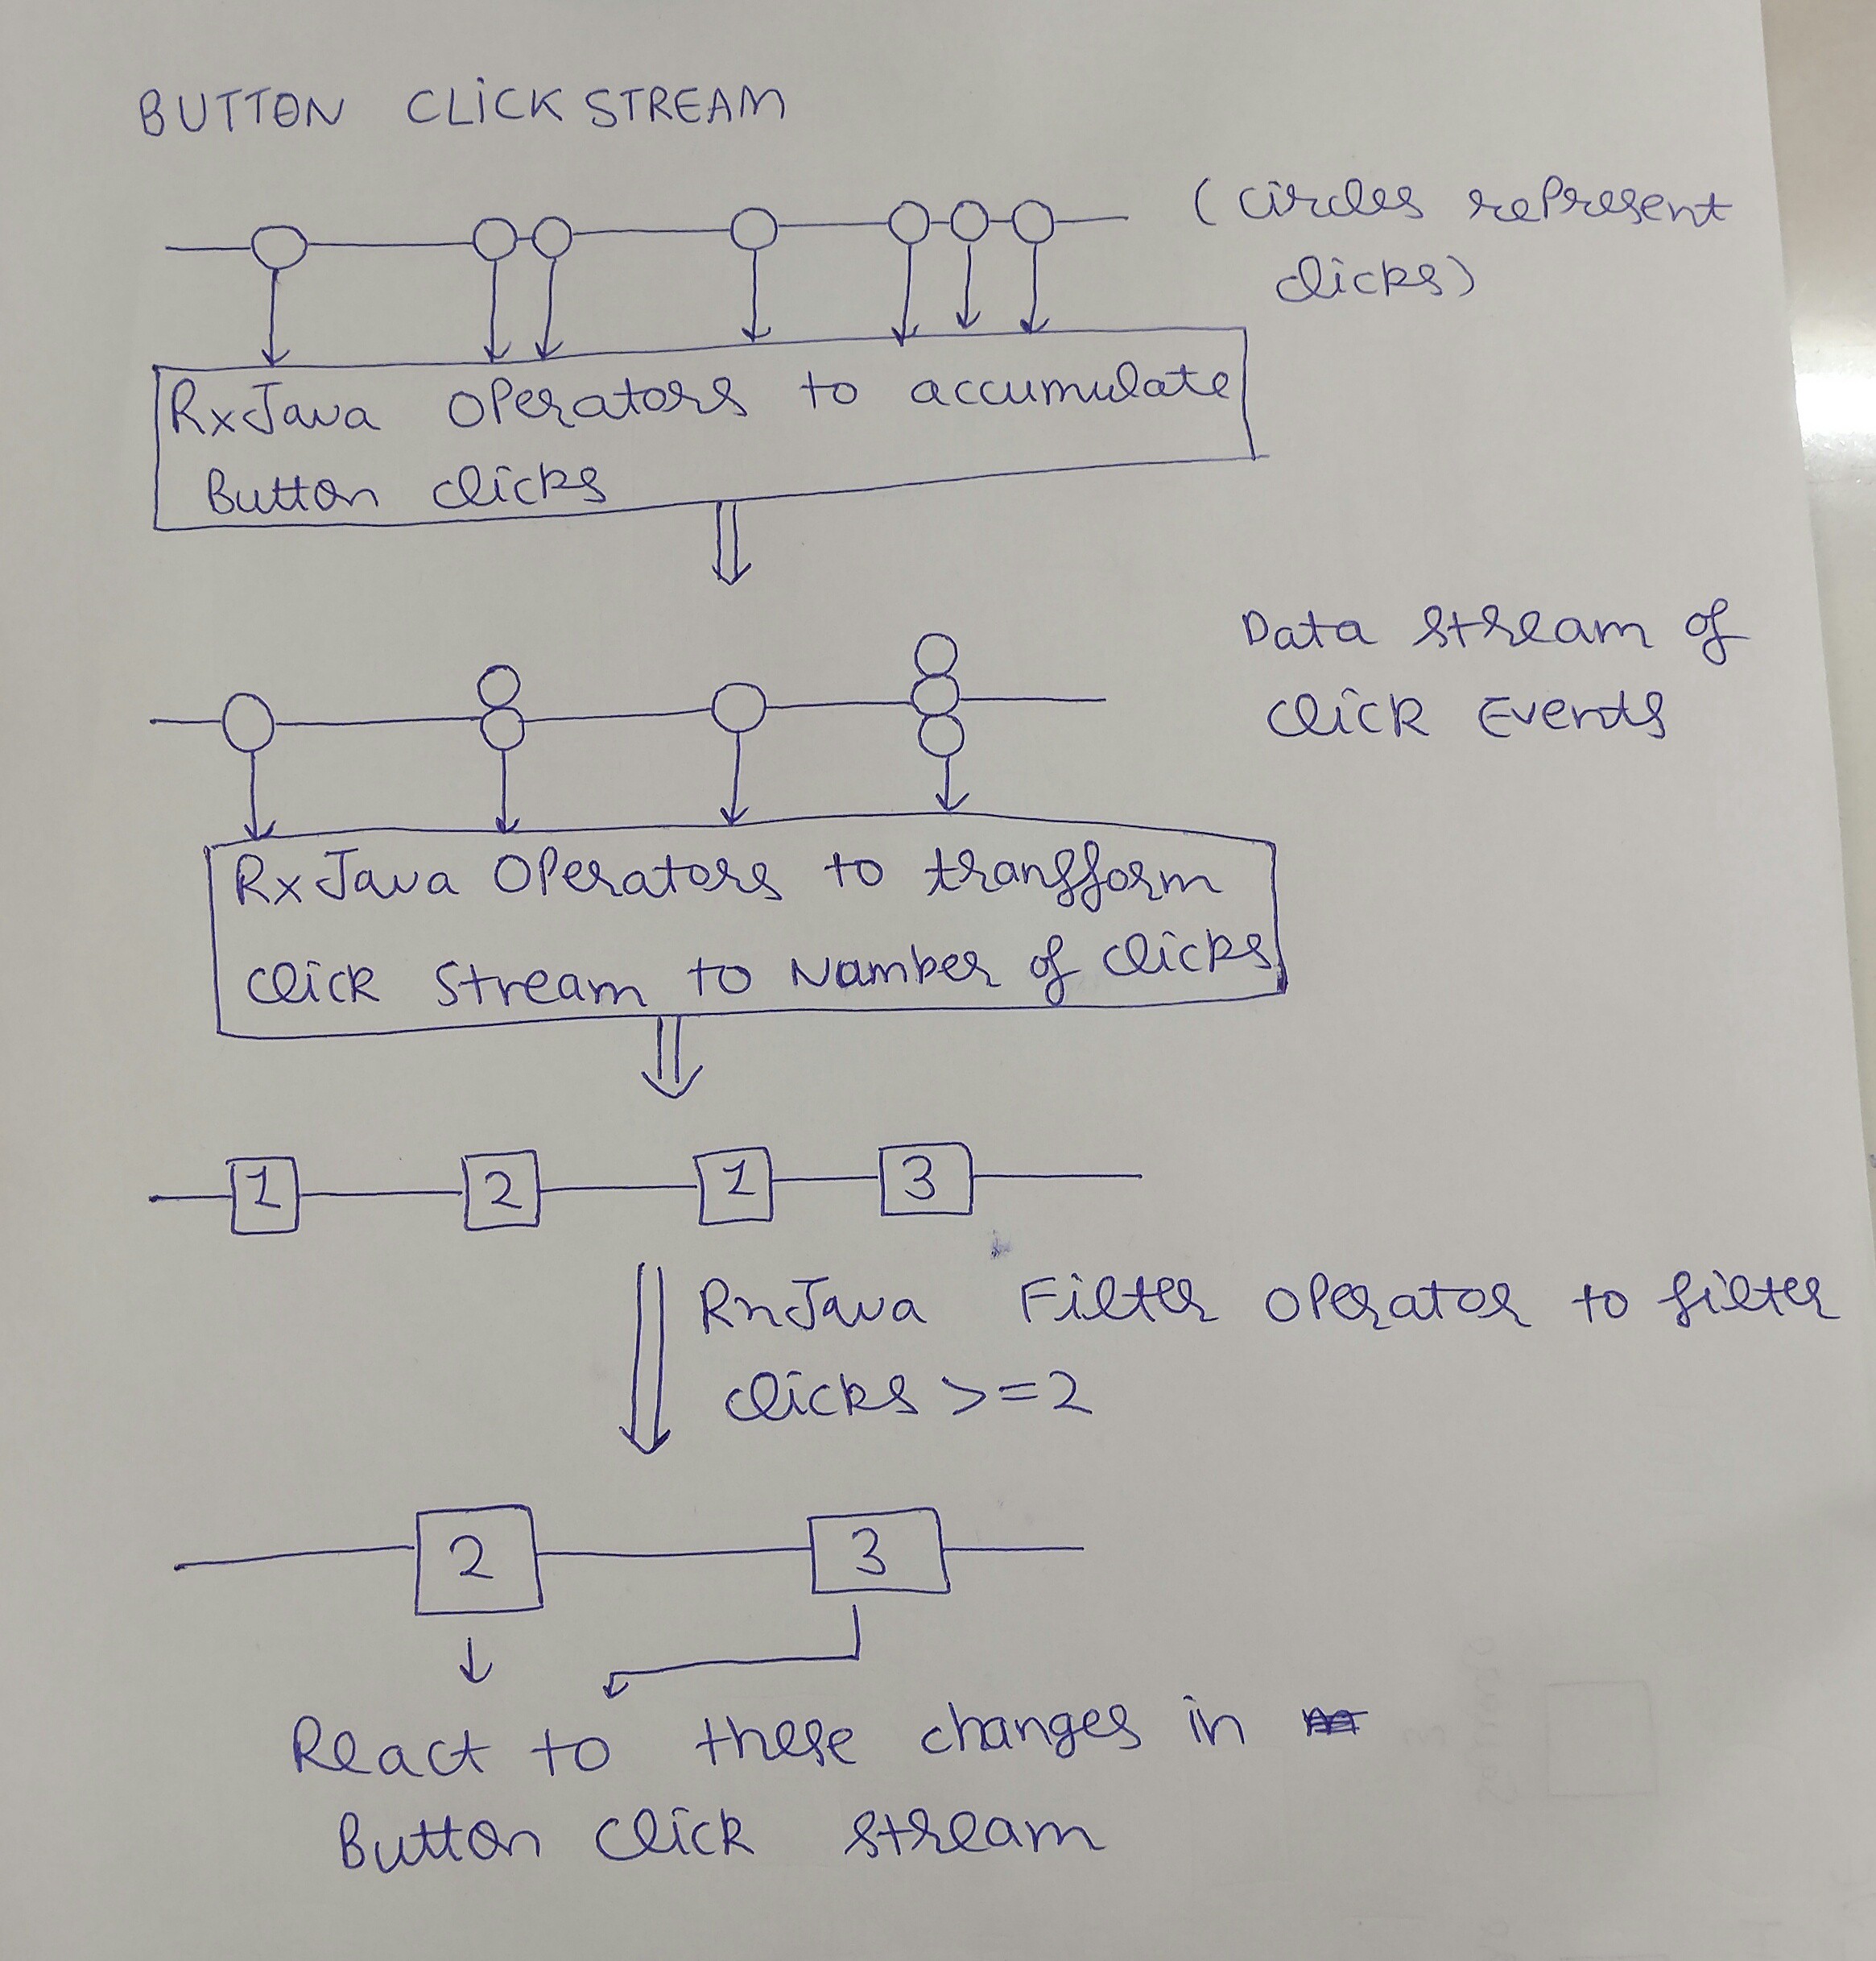 BUTTON CLICK STREAM
(circles represent
clicks)
RxJava Operators to accumulate
Button clicks
Data stream of
Click Events
RxJava Operators to transform
Click Stream to Number of clicks
1 2 1 3
RxJava Filter operator to filter
clicks >=2
2 3
React to these changes in
Button Click stream